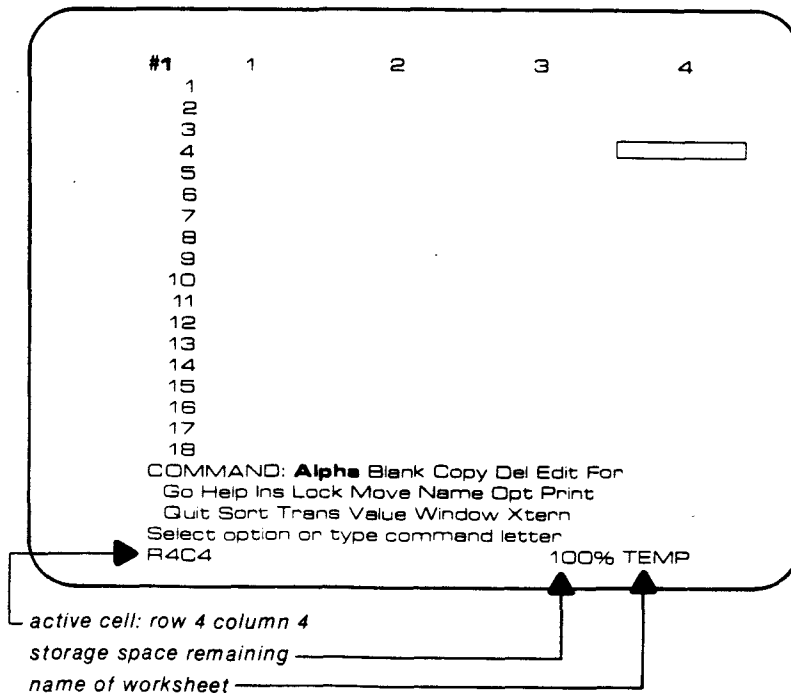 #1 1 2 3 4
1
2
3
4
5
6
7
8
9
10
11
12
13
14
15
16
17
18
COMMAND: Alpha Blank Copy Del Edit For
Go Help Ins Lock Move Name Opt Print
Quit Sort Trans Value Window Xtern
Select option or type command letter
R4C4 100% TEMP
active cell: row 4 column 4
storage space remaining
name of worksheet